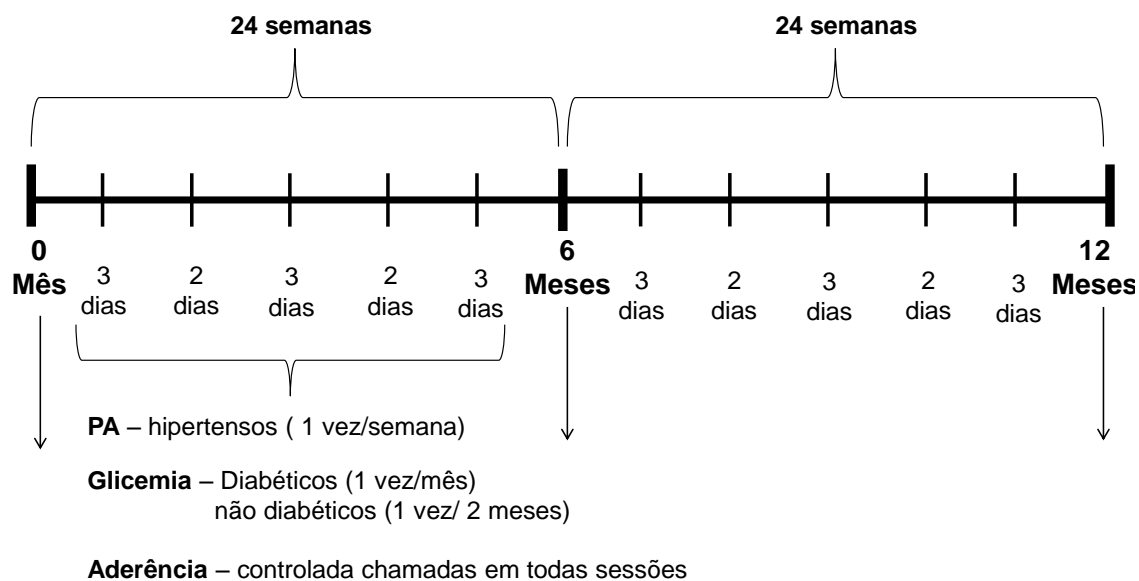 24 semanas
24 semanas
0
Mês
3
dias
2
dias
3
dias
2
dias
3
dias
6
Meses
3
dias
2
dias
3
dias
2
dias
3
dias
12
Meses
PA – hipertensos ( 1 vez/semana)
Glicemia – Diabéticos (1 vez/mês)
não diabéticos (1 vez/ 2 meses)
Aderência – controlada chamadas em todas sessões